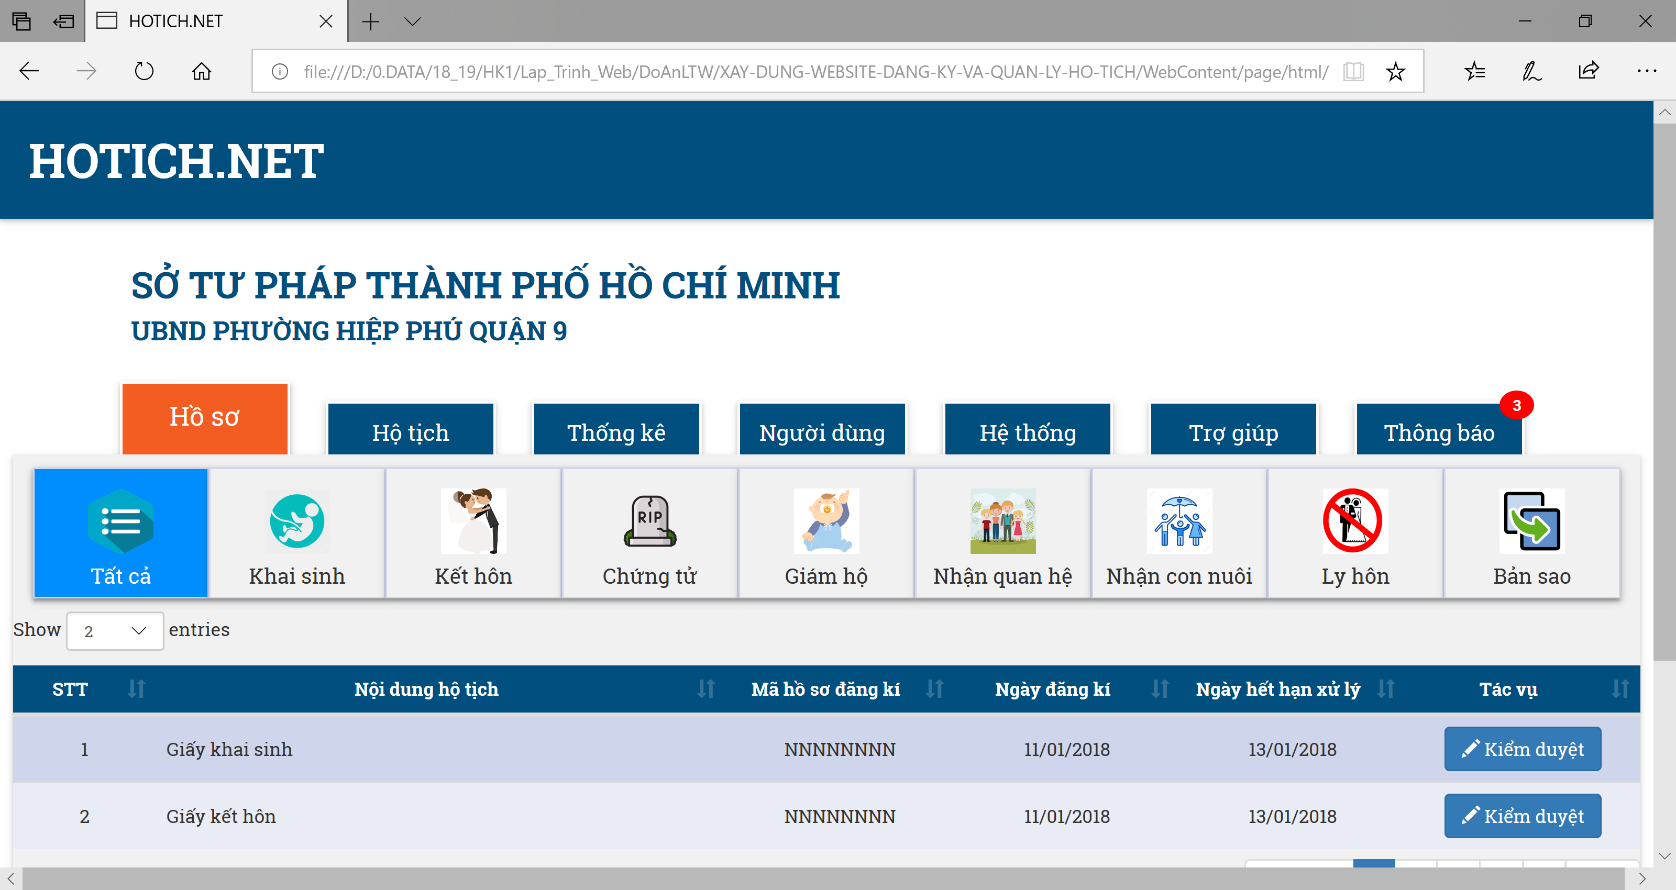 HOTICH.NET
file:///D:/0.DATA/18_19/HK1/Lap_Trinh_Web/DoAnLTW/XAY-DUNG-WEBSITE-DANG-KY-VA-QUAN-LY-HO-TICH/WebContent/page/html/
HOTICH.NET
SỞ TƯ PHÁP THÀNH PHỐ HỒ CHÍ MINH
UBND PHƯỜNG HIỆP PHÚ QUẬN 9
Hồ sơ Hộ tịch Thống kê Người dùng Hệ thống Trợ giúp Thông báo 3
RIP
Tất cả Khai sinh Kết hôn Chứng tử Giám hộ Nhận quan hệ Nhận con nuôi Ly hôn Bản sao
Show 2 entries
STT Nội dung hộ tịch Mã hồ sơ đăng kí Ngày đăng kí Ngày hết hạn xử lý Tác vụ
1 Giấy khai sinh NNNNNNNN 11/01/2018 13/01/2018 Kiểm duyệt
2 Giấy kết hôn NNNNNNNN 11/01/2018 13/01/2018 Kiểm duyệt